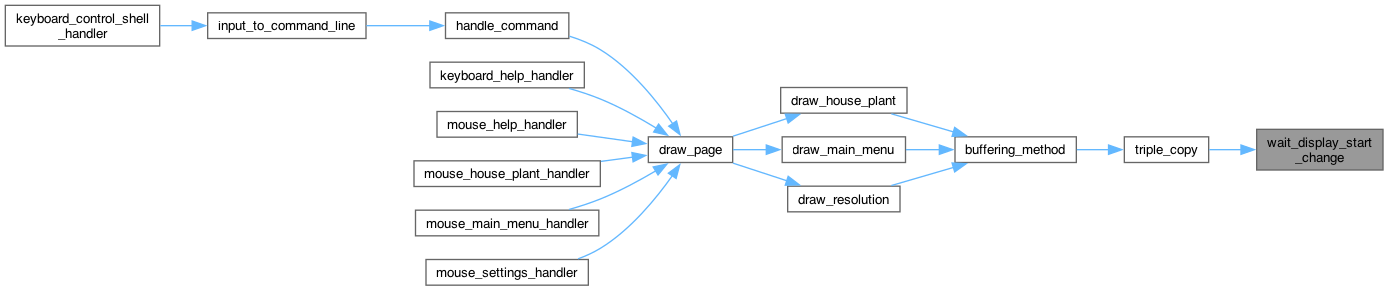 keyboard_control_shell
_handler
input_to_command_line
handle_command
keyboard_help_handler
mouse_help_handler
mouse_house_plant_handler
mouse_main_menu_handler
mouse_settings_handler
draw_page
draw_house_plant
draw_main_menu
draw_resolution
buffering_method
triple_copy
wait_display_start
_change